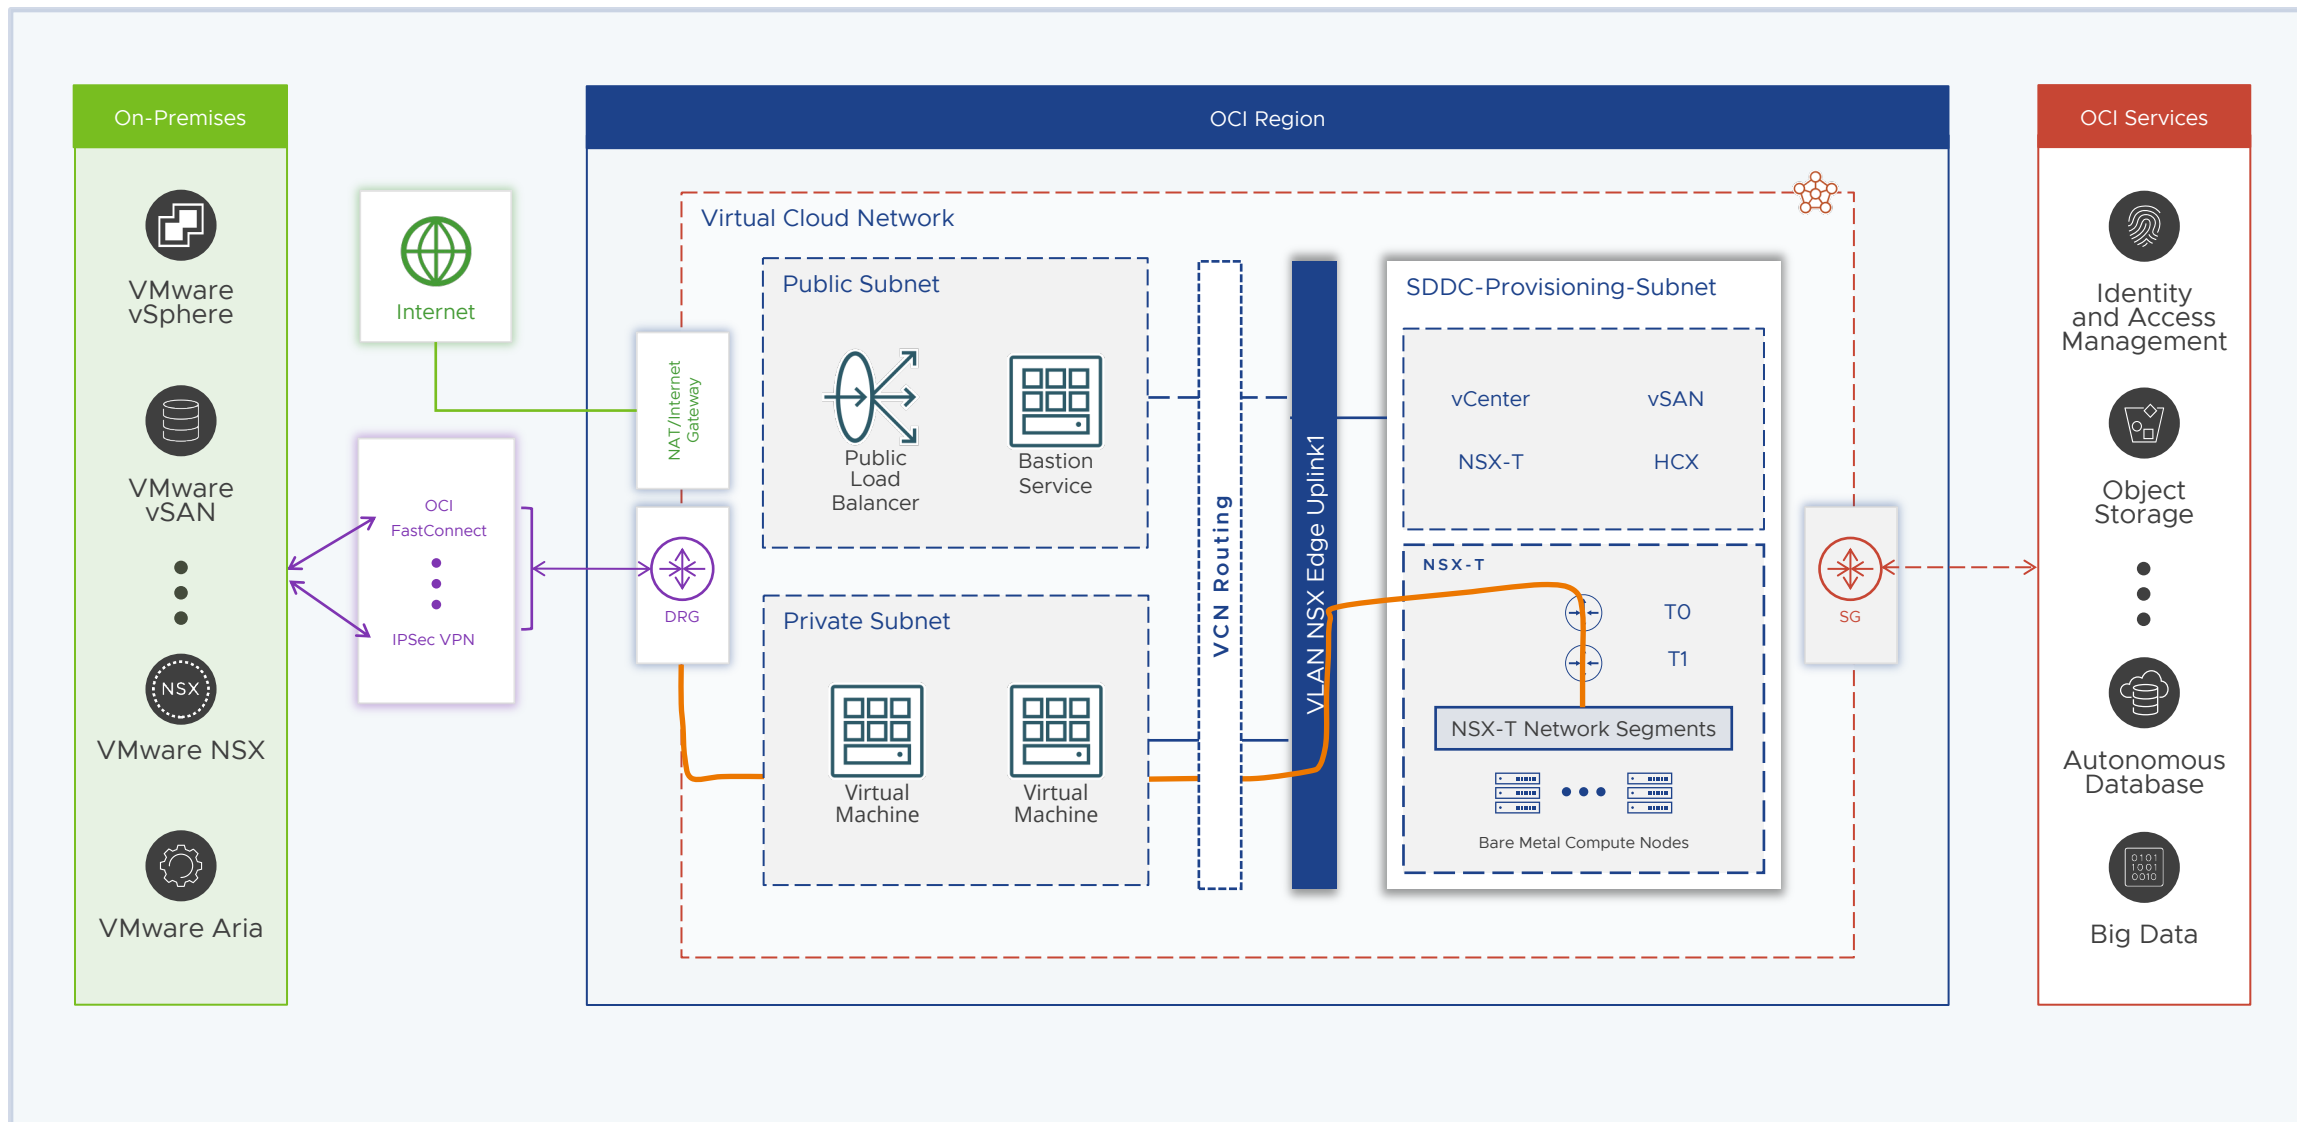 On-Premises
VMware
vSphere
VMware
vSAN
NSX
VMware NSX
VMware Aria
Internet
OCI
FastConnect
IPSec VPN
OCI Region
NAT/Internet
Gateway
DRG
Virtual Cloud Network
Public Subnet
Public
Load
Balancer
Bastion
Service
Private Subnet
Virtual
Machine
Virtual
Machine
VCN Routing
VLAN NSX Edge Uplink1
SDDC-Provisioning-Subnet
vCenter
vSAN
NSX-T
HCX
NSX-T
T0
T1
NSX-T Network Segments
Bare Metal Compute Nodes
SG
OCI Services
Identity
and Access
Management
Object
Storage
Autonomous
Database
0101
1001
0010
Big Data